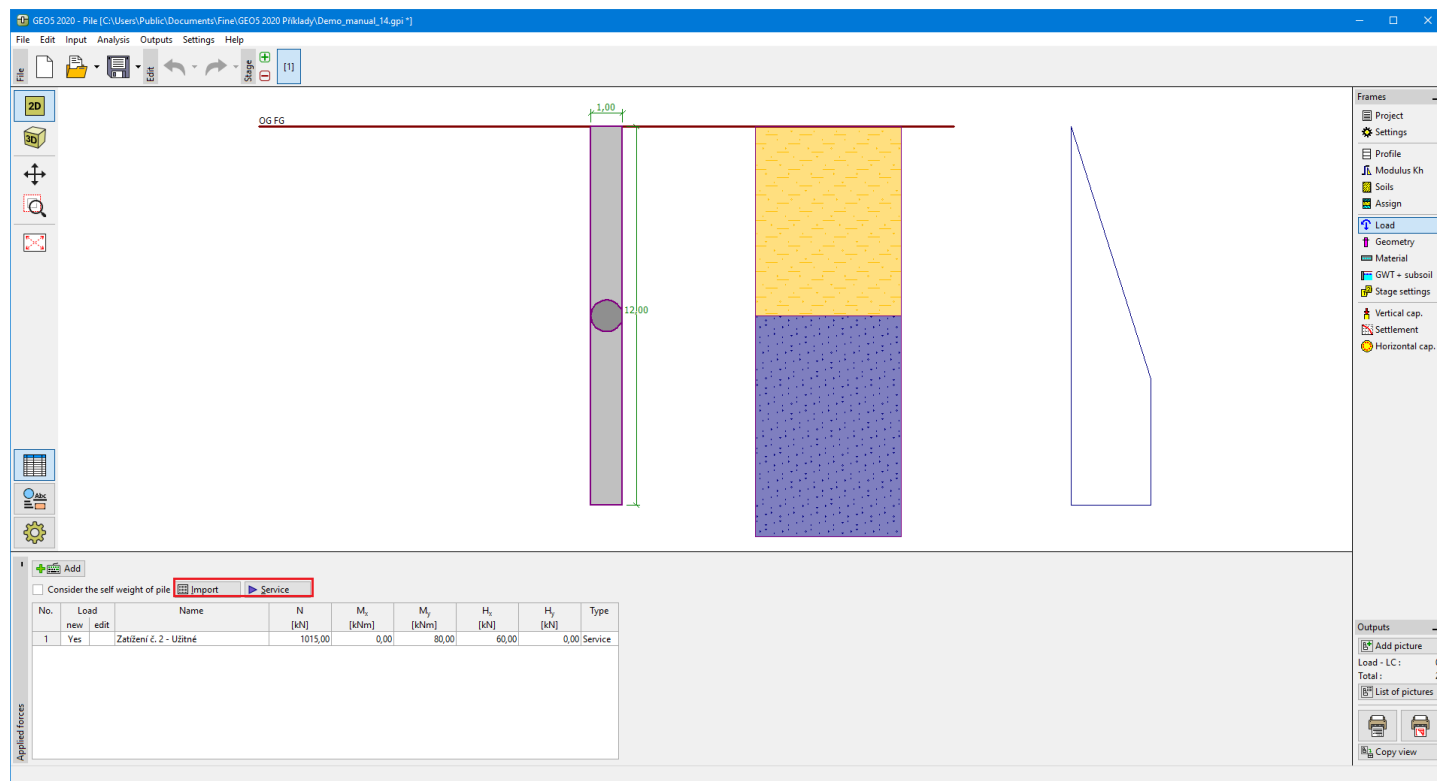 GEO5 2020 - Pile [C:\Users\Public\Documents\Fine\GEO5 2020 Příklady\Demo_manual_14.gpi *]
File Edit Input Analysis Outputs Settings Help
File
Edit
Stage
[1]
2D
3D
Abc
OG FG
1,00
12,00
Frames
Project
Settings
Profile
Modulus Kh
Soils
Assign
Load
Geometry
Material
GWT + subsoil
Stage settings
Vertical cap.
Settlement
Horizontal cap.
Add
Consider the self weight of pile Import Service
No. Load Name N Mx My Hx Hy Type
new edit [kN] [kNm] [kNm] [kN] [kN]
1 Yes Zatížení č. 2 - Užitné 1015,00 0,00 80,00 60,00 0,00 Service
Applied forces
Outputs
Add picture
Load - LC :
Total :
List of pictures
Copy view